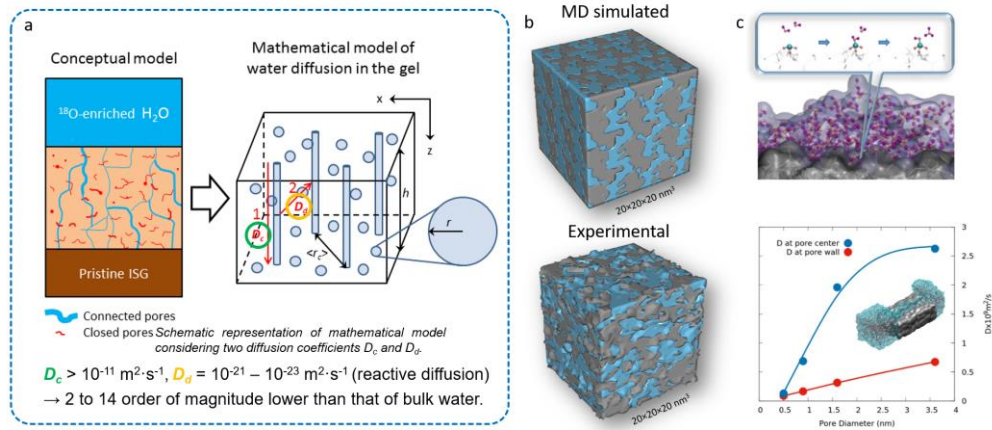 a
Conceptual model
¹⁸O-enriched H₂O
Pristine ISG
Connected pores
Closed pores
Mathematical model of
water diffusion in the gel
x
z
1
2
D꜀
D_d
h
r
<r꜀>
Schematic representation of mathematical model
considering two diffusion coefficients D꜀ and D_d.
D꜀ > 10⁻¹¹ m²·s⁻¹, D_d = 10⁻²¹ – 10⁻²³ m²·s⁻¹ (reactive diffusion)
→ 2 to 14 order of magnitude lower than that of bulk water.
b
MD simulated
20×20×20 nm³
Experimental
20×20×20 nm³
c
D at pore center
D at pore wall
3
2.5
2
1.5
1
0.5
0
0 0.5 1 1.5 2 2.5 3 3.5 4
Pore Diameter (nm)